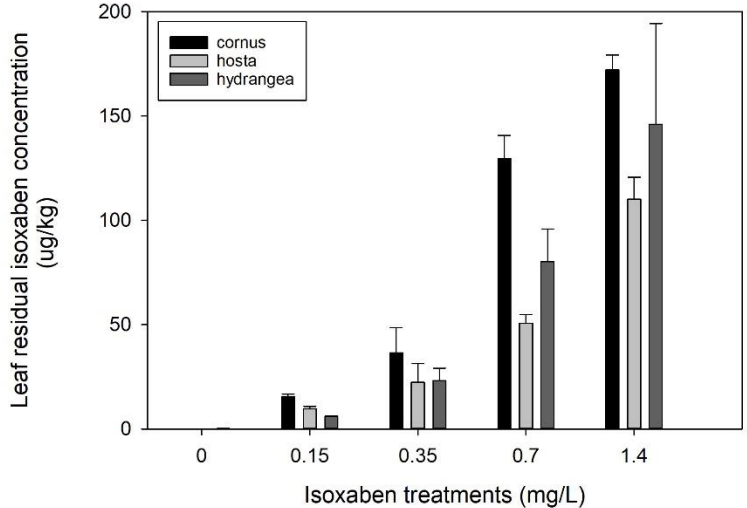 Leaf residual isoxaben concentration
(ug/kg)
200
150
100
50
0
cornus
hosta
hydrangea
0 0.15 0.35 0.7 1.4
Isoxaben treatments (mg/L)